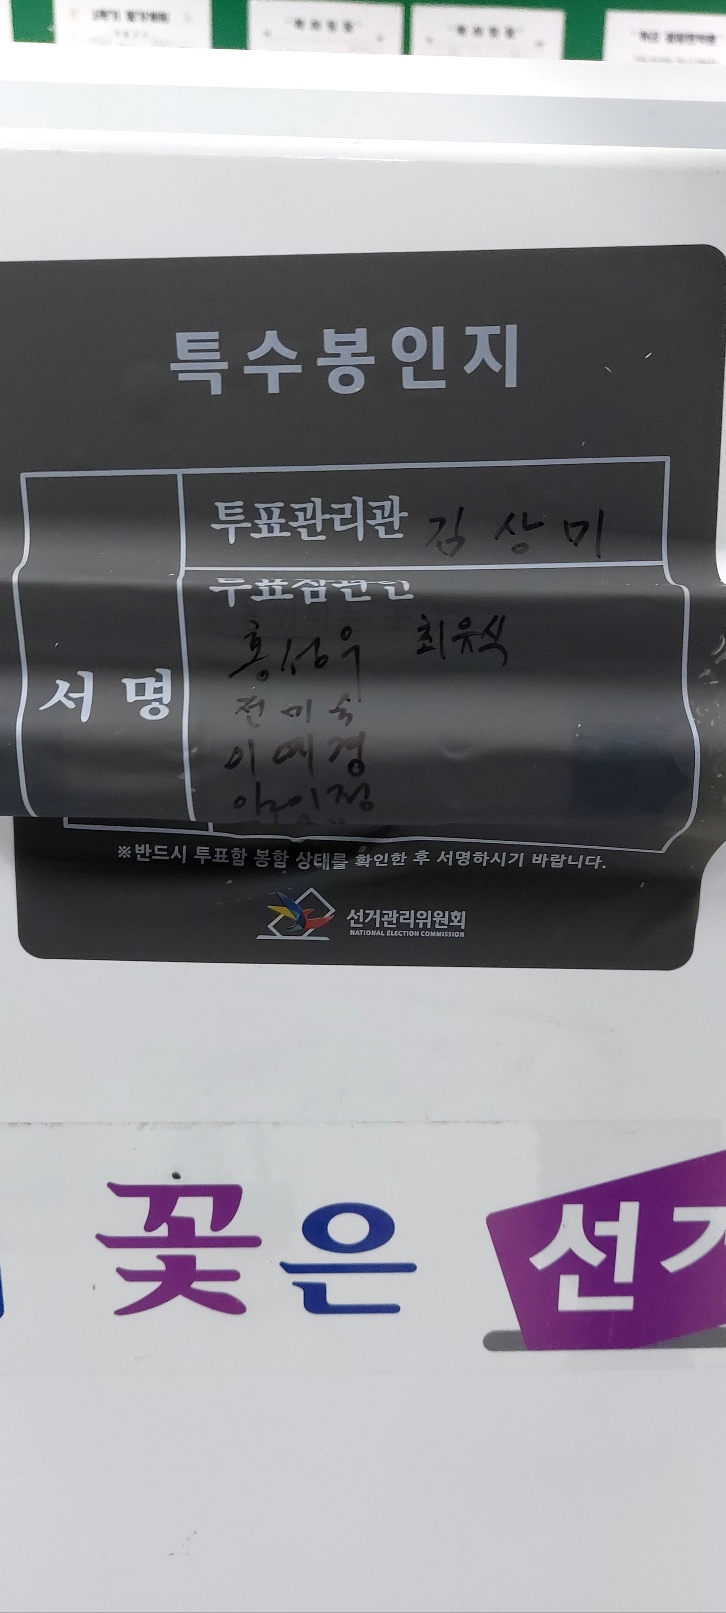 특수봉인지
투표관리관 김상미
투표참관인
홍성우 최유식
서명
전미숙
이예경
※반드시 투표함 봉함 상태를 확인한 후 서명하시기 바랍니다.
선거관리위원회
NATIONAL ELECTION COMMISSION
꽃은 선거